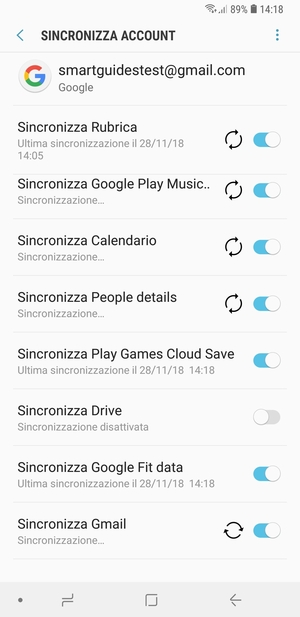 89% 14:18
SINCRONIZZA ACCOUNT
smartguidestest@gmail.com
Google
Sincronizza Rubrica
Ultima sincronizzazione il 28/11/18
14:05
Sincronizza Google Play Music..
Sincronizzazione...
Sincronizza Calendario
Sincronizzazione...
Sincronizza People details
Sincronizzazione...
Sincronizza Play Games Cloud Save
Ultima sincronizzazione il 28/11/18 14:18
Sincronizza Drive
Sincronizzazione disattivata
Sincronizza Google Fit data
Ultima sincronizzazione il 28/11/18 14:18
Sincronizza Gmail
Sincronizzazione...